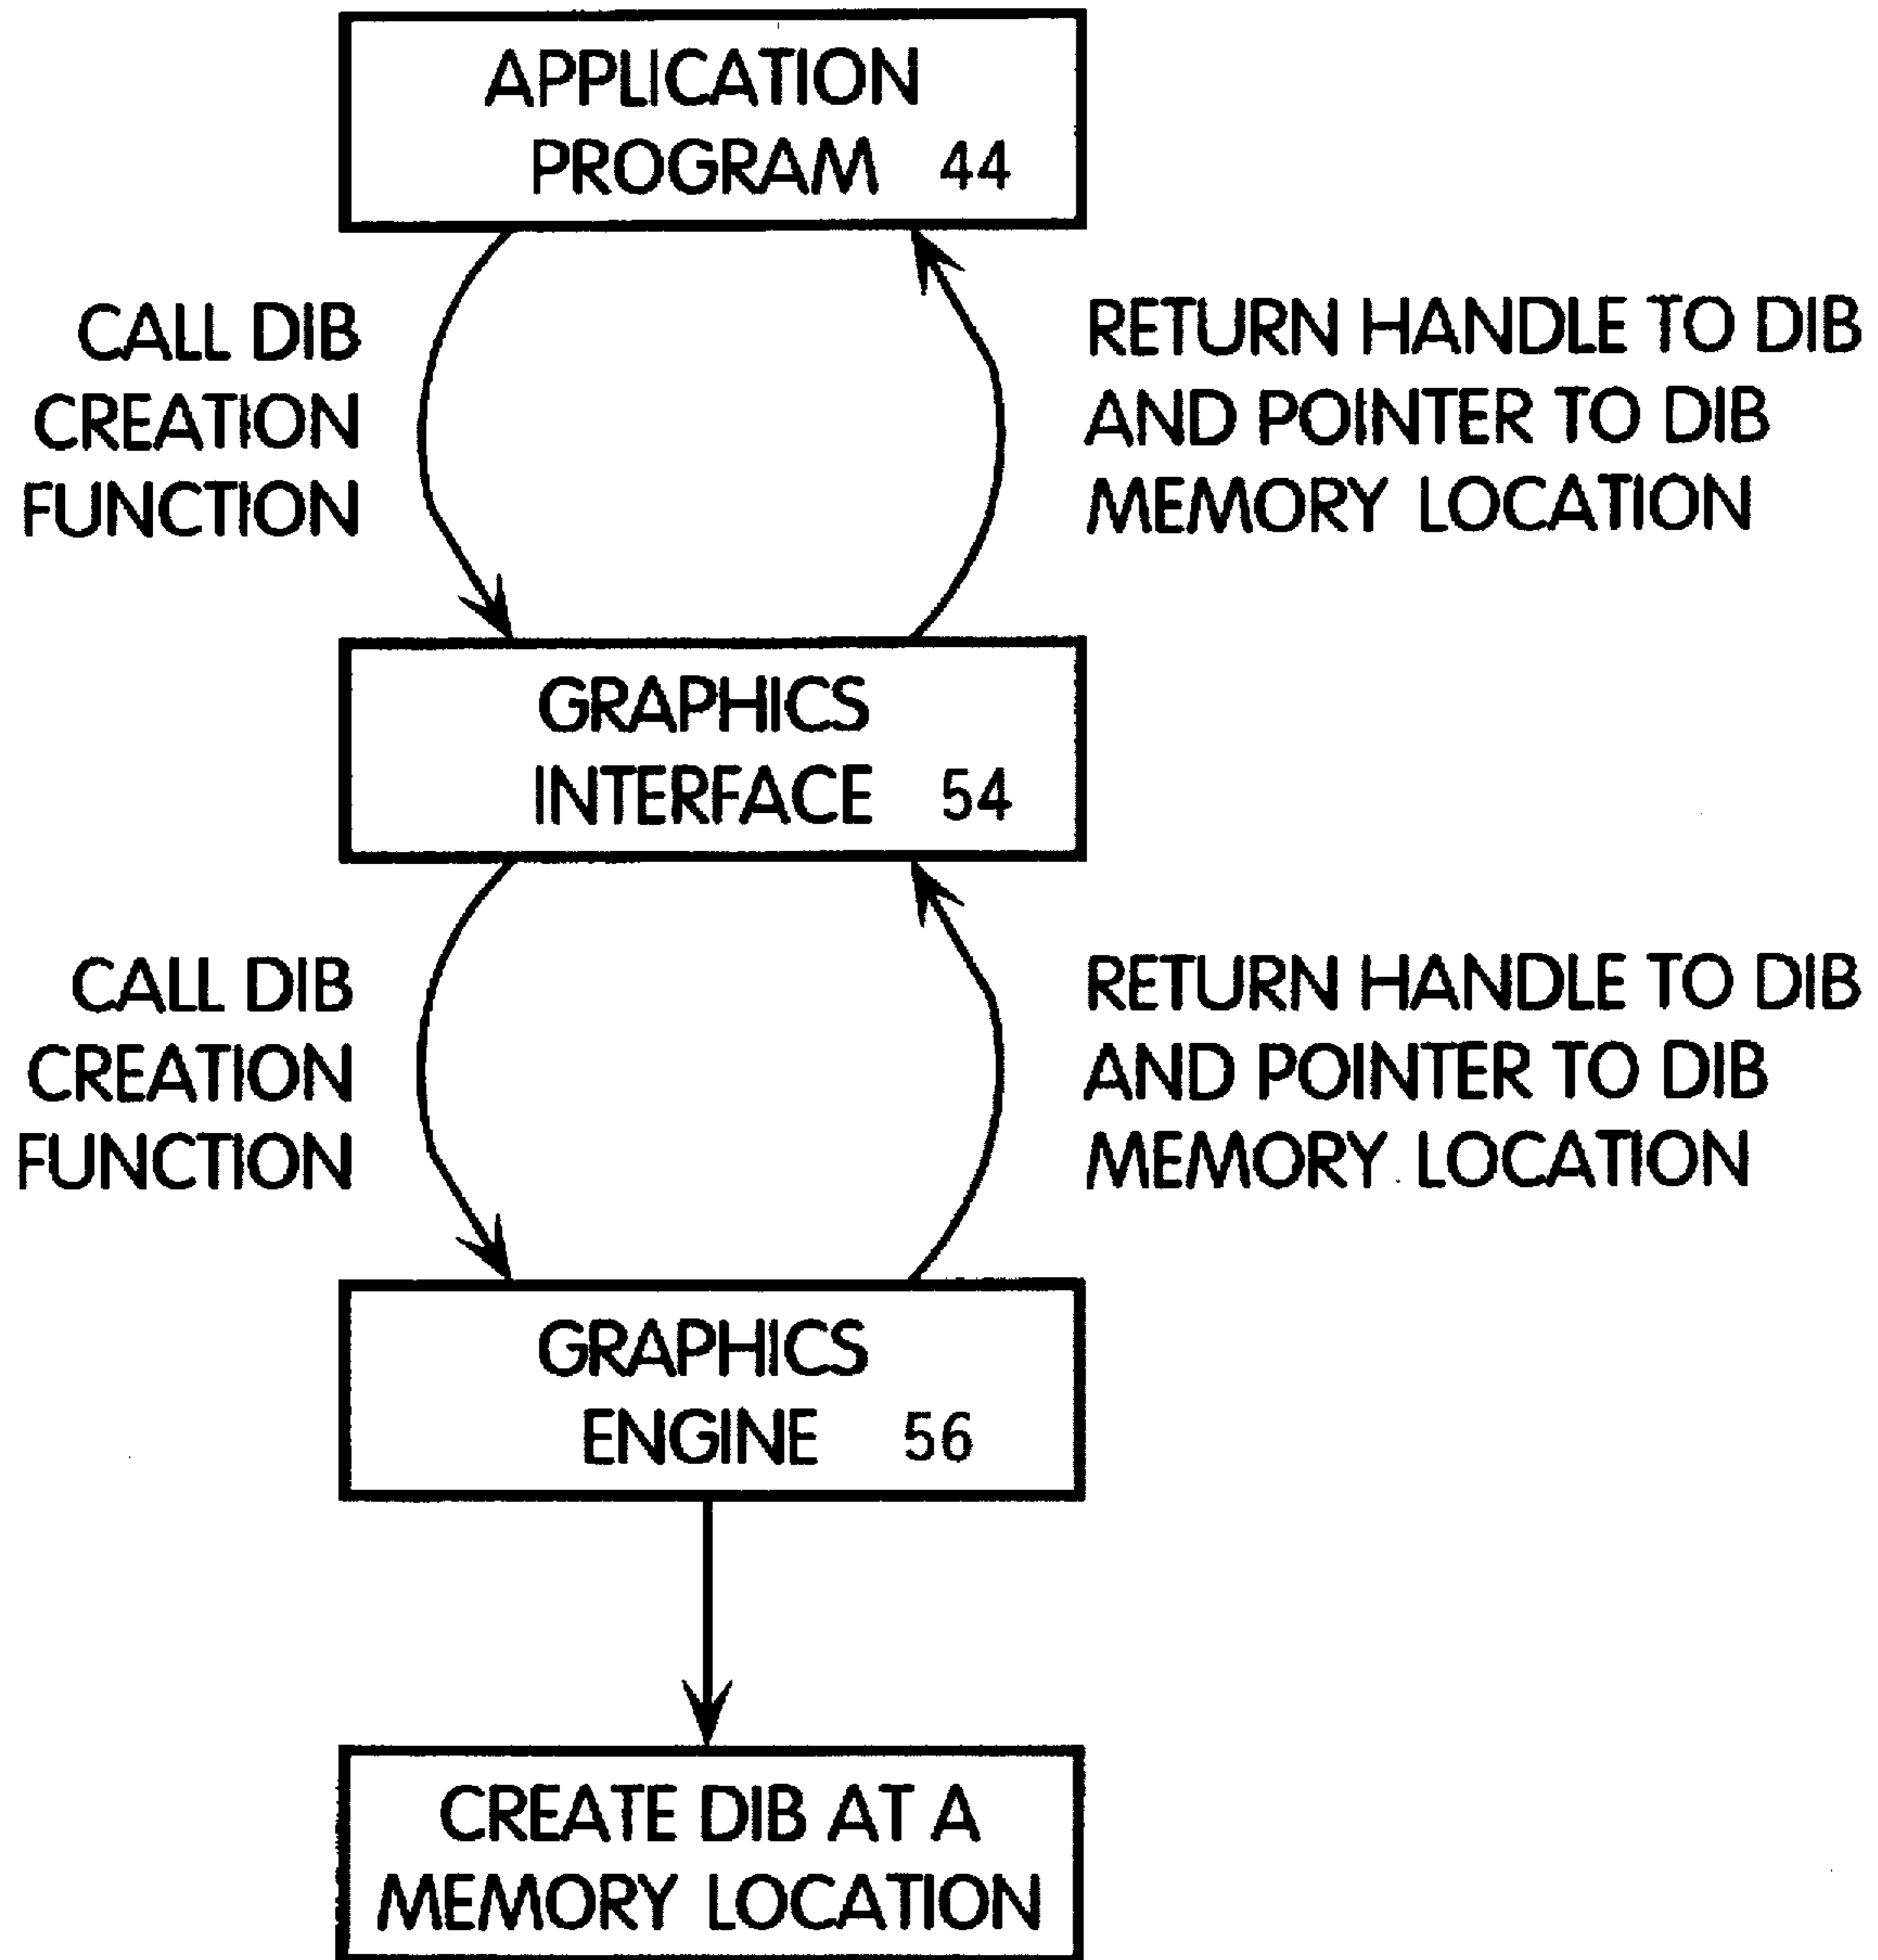 APPLICATION
PROGRAM 44
CALL DIB
CREATION
FUNCTION
RETURN HANDLE TO DIB
AND POINTER TO DIB
MEMORY LOCATION
GRAPHICS
INTERFACE 54
CALL DIB
CREATION
FUNCTION
RETURN HANDLE TO DIB
AND POINTER TO DIB
MEMORY LOCATION
GRAPHICS
ENGINE 56
CREATE DIB AT A
MEMORY LOCATION